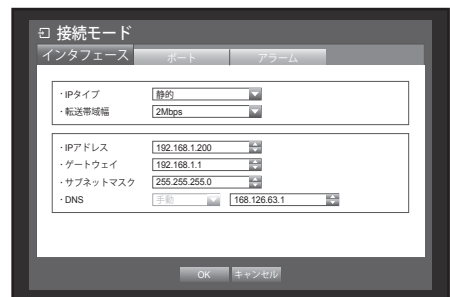 接続モード
インタフェース ポート アラーム
・IPタイプ 静的
・転送帯域幅 2Mbps
・IPアドレス 192.168.1.200
・ゲートウェイ 192.168.1.1
・サブネットマスク 255.255.255.0
・DNS 手動 168.126.63.1
OK キャンセル